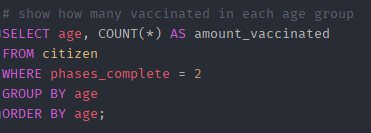 # show how many vaccinated in each age group
SELECT age, COUNT(*) AS amount_vaccinated
FROM citizen
WHERE phases_complete = 2
GROUP BY age
ORDER BY age;